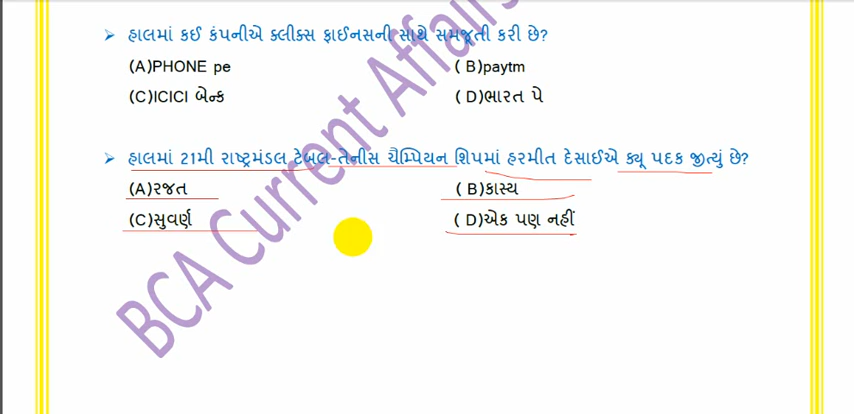 ➢ હાલમાં કઈ કંપનીએ ક્લીક્સ ફાઈનસની સાથે સમજૂતી કરી છે?
(A)PHONE pe ( B)paytm
(C)ICICI બેન્ક ( D)ભારત પે
➢ હાલમાં 21મી રાષ્ટ્રમંડલ ટેબલ-તેનીસ ચૈમ્પિયન શિપમાં હરમીત દેસાઈએ ક્યૂ પદક જીત્યું છે?
(A)રજત ( B)કાસ્ય
(C)સુવર્ણ ( D)એક પણ નહીં
BCA Current Affairs